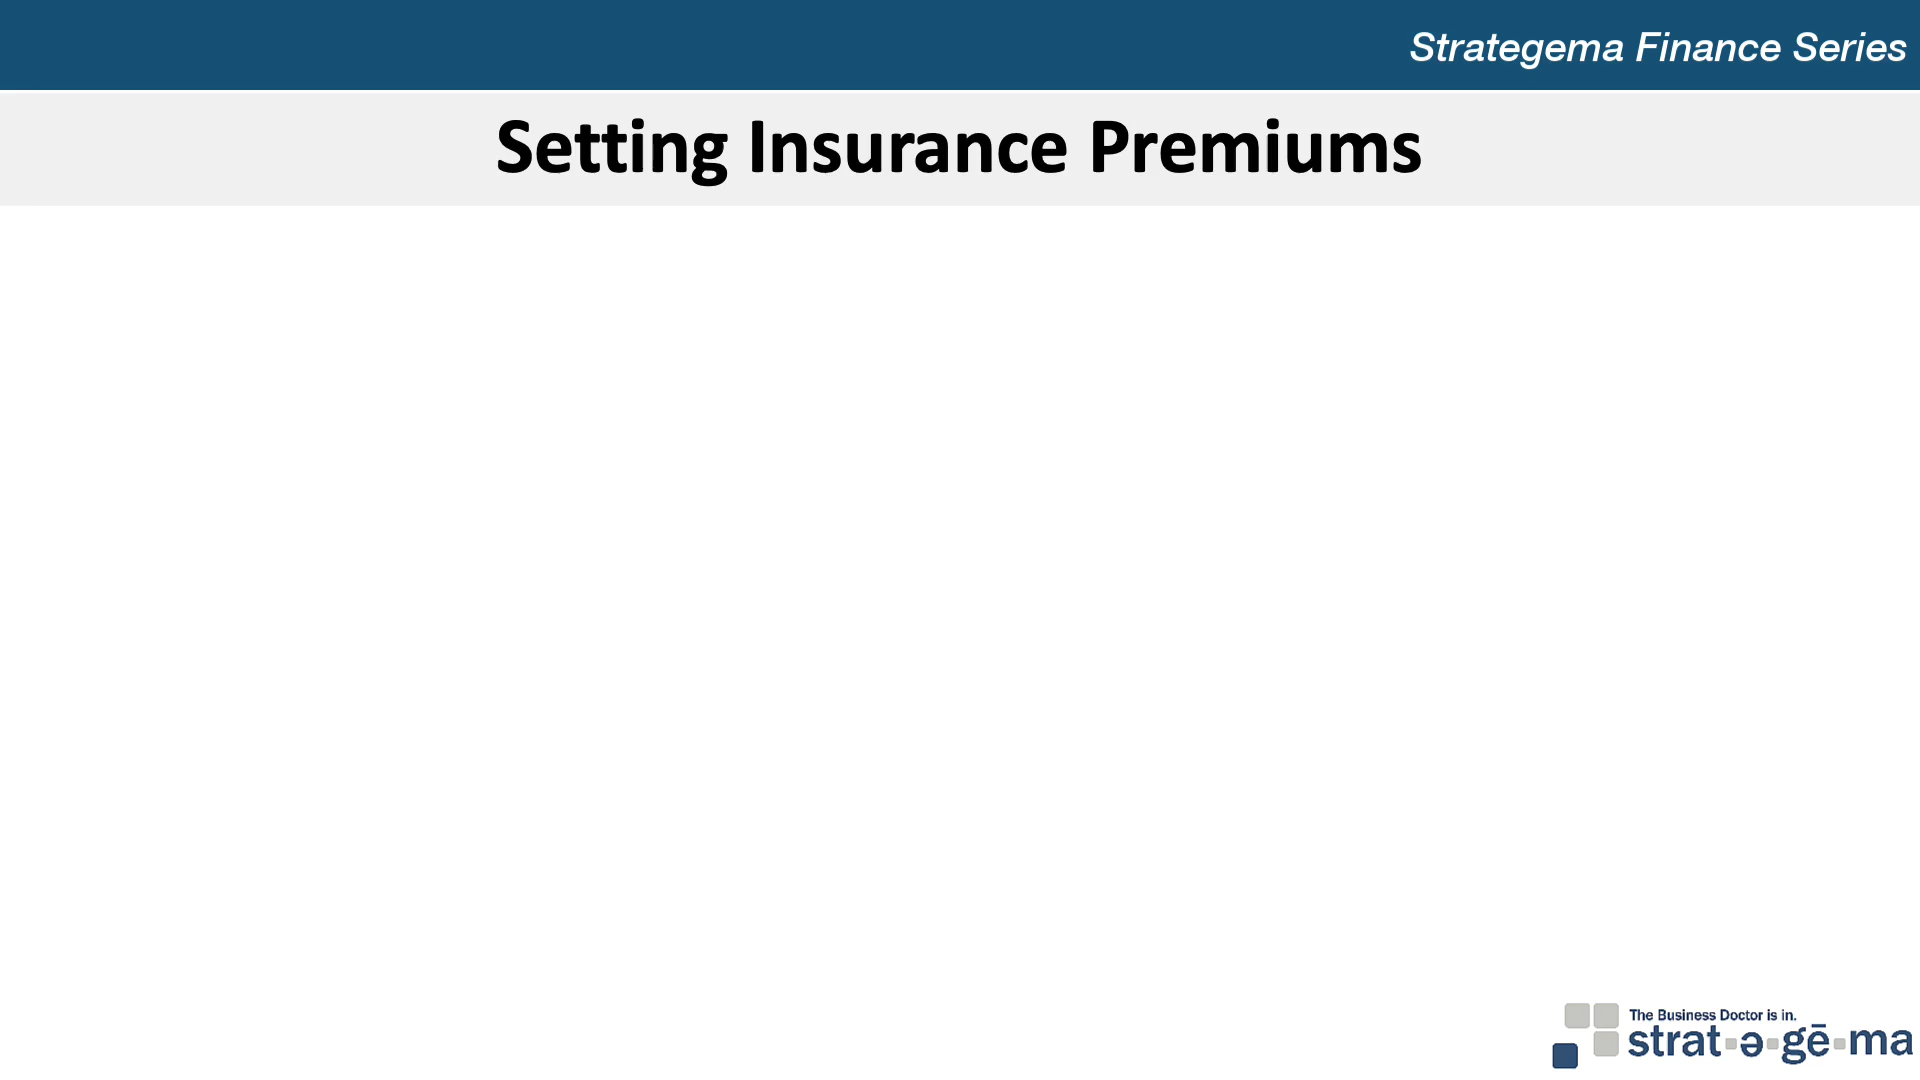 Strategema Finance Series
Setting Insurance Premiums
The Business Doctor is in.
strat·ə·gē·ma